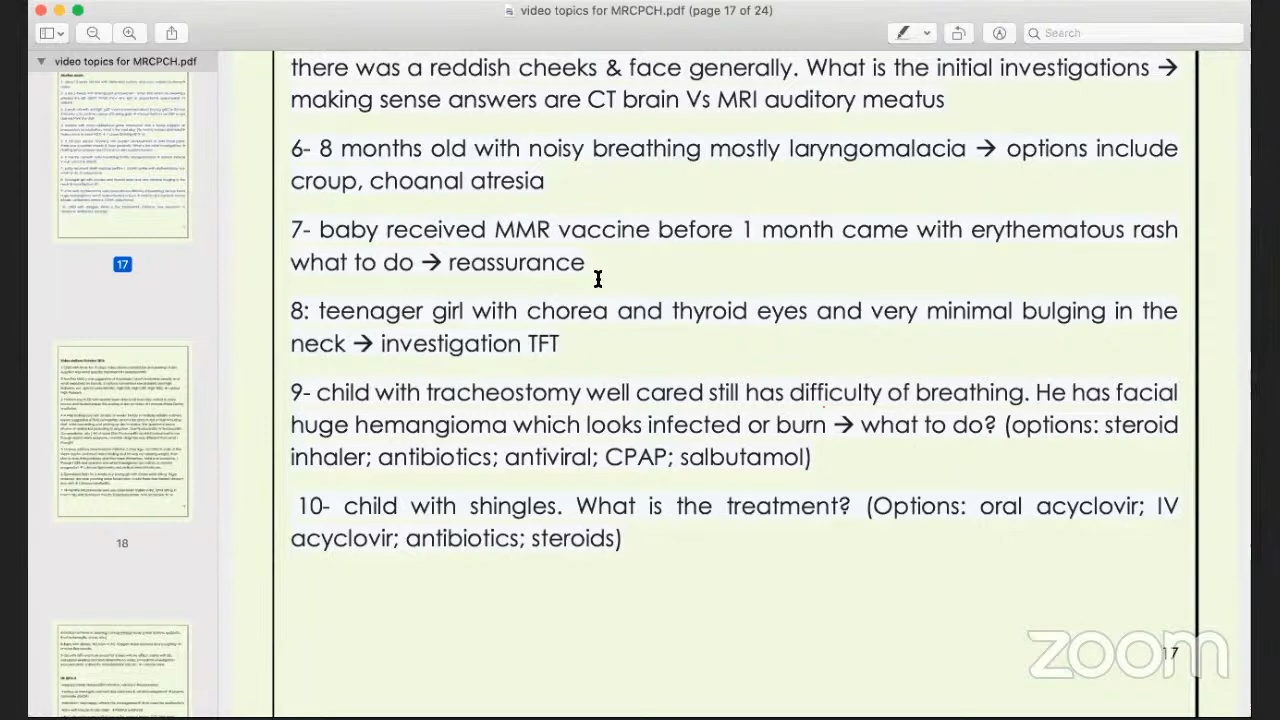 video topics for MRCPCH.pdf (page 17 of 24)
Search
video topics for MRCPCH.pdf
17
18
there was a reddish cheeks & face generally. What is the initial investigations →
making sense answers are CT brain Vs MRI auditory meatus
6- 8 months old with noisy breathing mostly laryngomalacia → options include
croup, choanal atresia
7- baby received MMR vaccine before 1 month came with erythematous rash
what to do → reassurance
8: teenager girl with chorea and thyroid eyes and very minimal bulging in the
neck → investigation TFT
9- child with tracheostomy well cared still has difficulty of breathing. He has facial
huge hemangioma which looks infected or burn → what to do? (options: steroid
inhaler; antibiotics; antiviral; CPAP; salbutamol)
10- child with shingles. What is the treatment? (Options: oral acyclovir; IV
acyclovir; antibiotics; steroids)
17
zoom